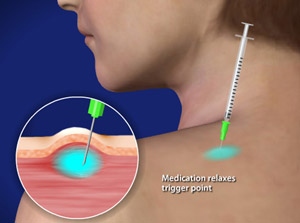 Medication relaxes
trigger point